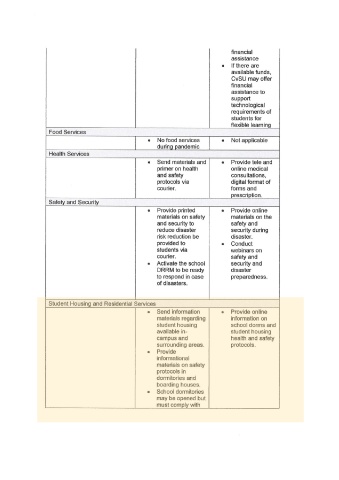 financial
assistance
• If there are
available funds,
CvSU may offer
financial
assistance to
support
technological
requirements of
students for
flexible learning
Food Services
• No food services
during pandemic
• Not applicable
Health Services
• Send materials and
primer on health
and safety
protocols via
courier.
• Provide tele and
online medical
consultations,
digital format of
forms and
prescription.
Safety and Security
• Provide printed
materials on safety
and security to
reduce disaster
risk reduction be
provided to
students via
courier.
• Activate the school
DRRM to be ready
to respond in case
of disasters.
• Provide online
materials on the
safety and
security during
disaster.
• Conduct
webinars on
safety and
security and
disaster
preparedness.
Student Housing and Residential Services
• Send information
materials regarding
student housing
available in-
campus and
surrounding areas.
• Provide
informational
materials on safety
protocols in
dormitories and
boarding houses.
• School dormitories
may be opened but
must comply with
• Provide online
information on
school dorms and
student housing
health and safety
protocols.